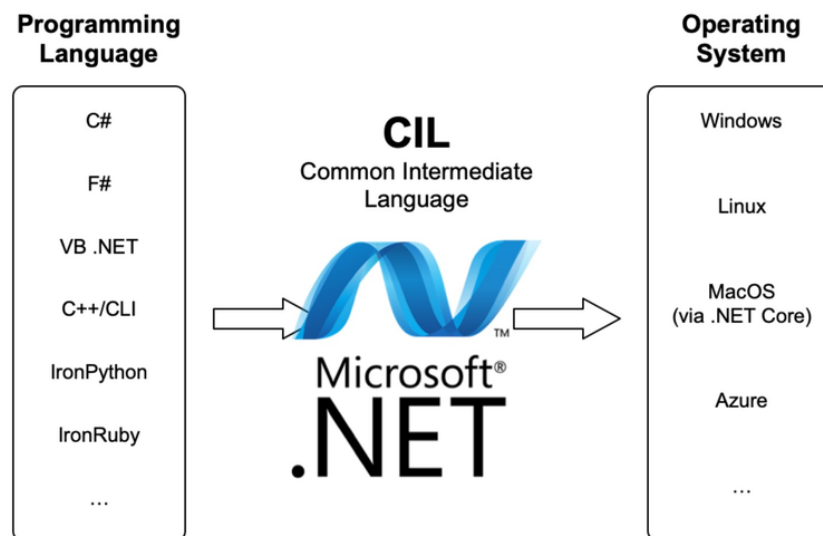 Programming
Language
C#
F#
VB .NET
C++/CLI
IronPython
IronRuby
...
CIL
Common Intermediate
Language
TM
Microsoft®
.NET
Operating
System
Windows
Linux
MacOS
(via .NET Core)
Azure
...